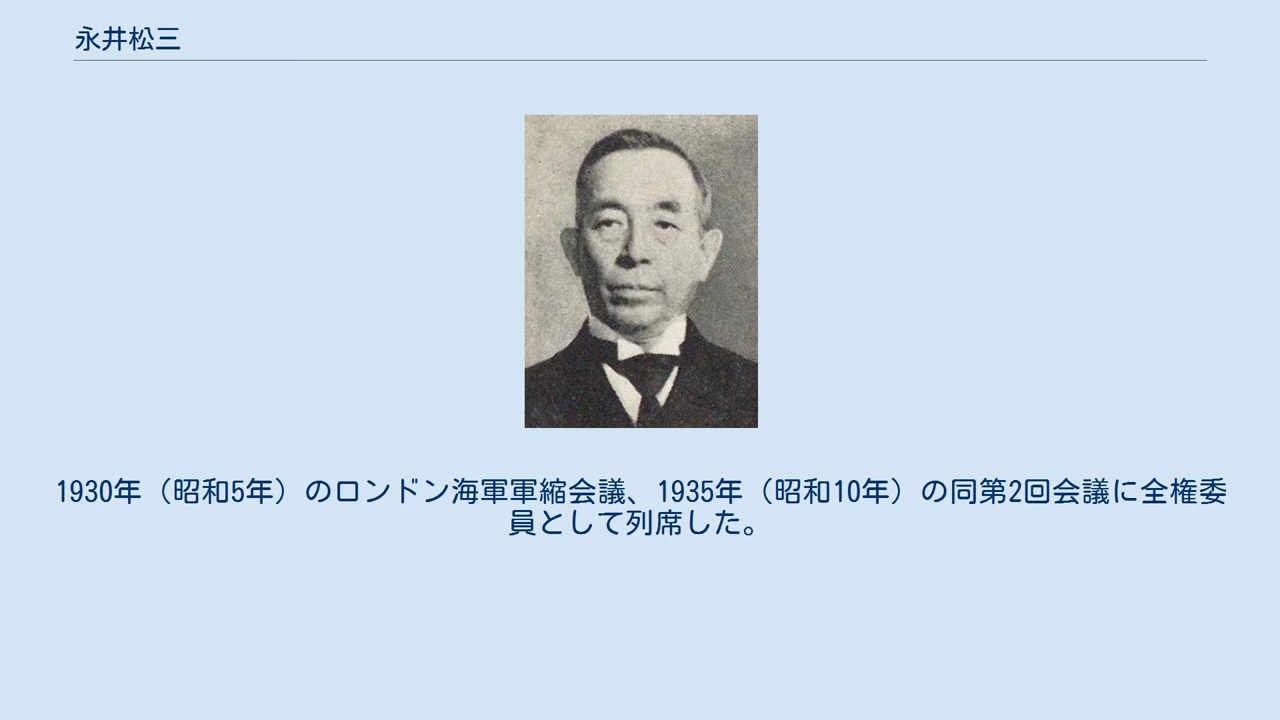 永井松三
1930年（昭和5年）のロンドン海軍軍縮会議、1935年（昭和10年）の同第2回会議に全権委
員として列席した。